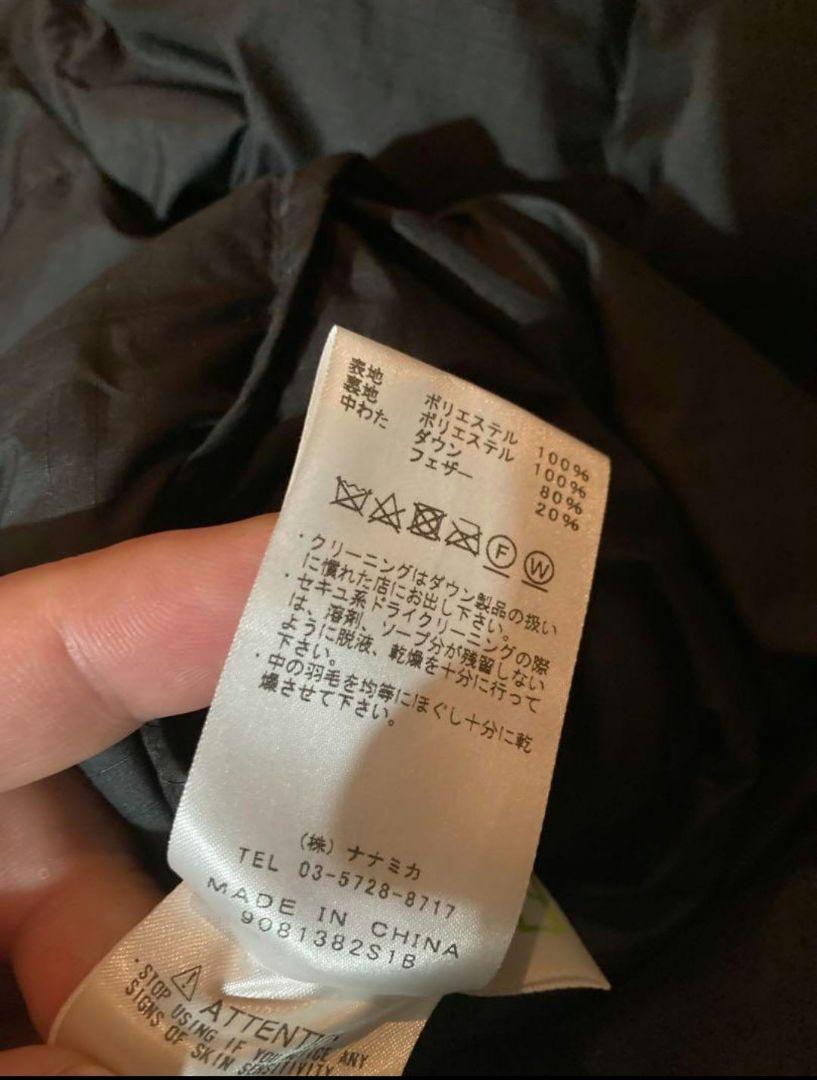 表地 ポリエステル 100%
裏地 ポリエステル 100%
中わた ダウン 80%
フェザー 20%
F W
・クリーニングはダウン製品の扱い
に慣れた店にお出し下さい。
・セキユ系ドライクリーニングの際
は、溶剤、ソープ分が残留しない
ように脱液、乾燥を十分に行って
下さい。
・中の羽毛を均等にほぐし十分に乾
燥させて下さい。
(株) ナナミカ
TEL 03-5728-8717
MADE IN CHINA
9081382S1B
ATTENTI
・STOP USING IF YOU ANY
SIGNS OF SKIN SENSITIVITY